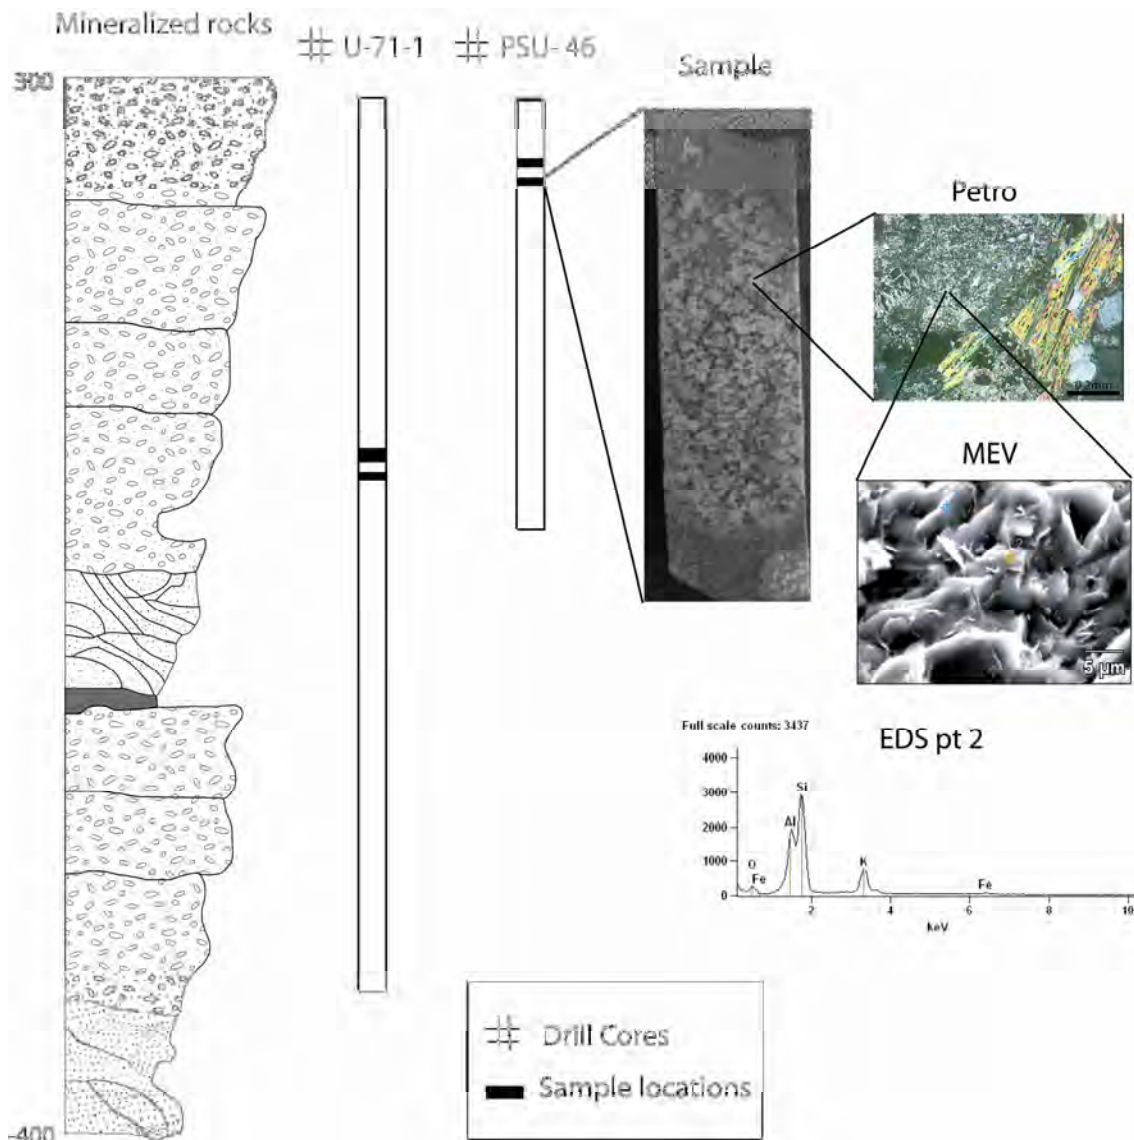 Mineralized rocks
U-71-1
PSU-46
Sample
300
Petro
0.2mm
MEV
2
5 µm
EDS pt 2
Full scale counts: 3437
4000
3000
2000
1000
0
Si
Al
O
Fe
K
Fe
2
4
6
8
10
keV
Drill Cores
Sample locations
-400